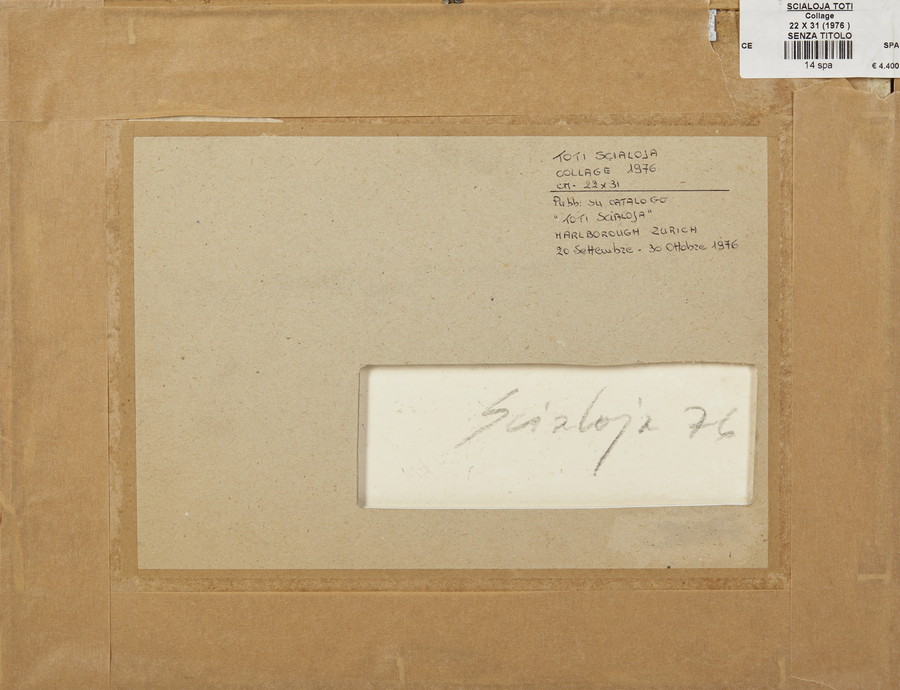 SCIALOJA TOTI
Collage
22 X 31 (1976 )
SENZA TITOLO
CE SPA
14 spa € 4.400
TOTI SCIALOJA
COLLAGE 1976
cm. 22x31
Pubb: su CATALOGO
"TOTI SCIALOJA"
MARLBOROUGH ZURICH
20 Settembre - 30 Ottobre 1976
Scialoja 76